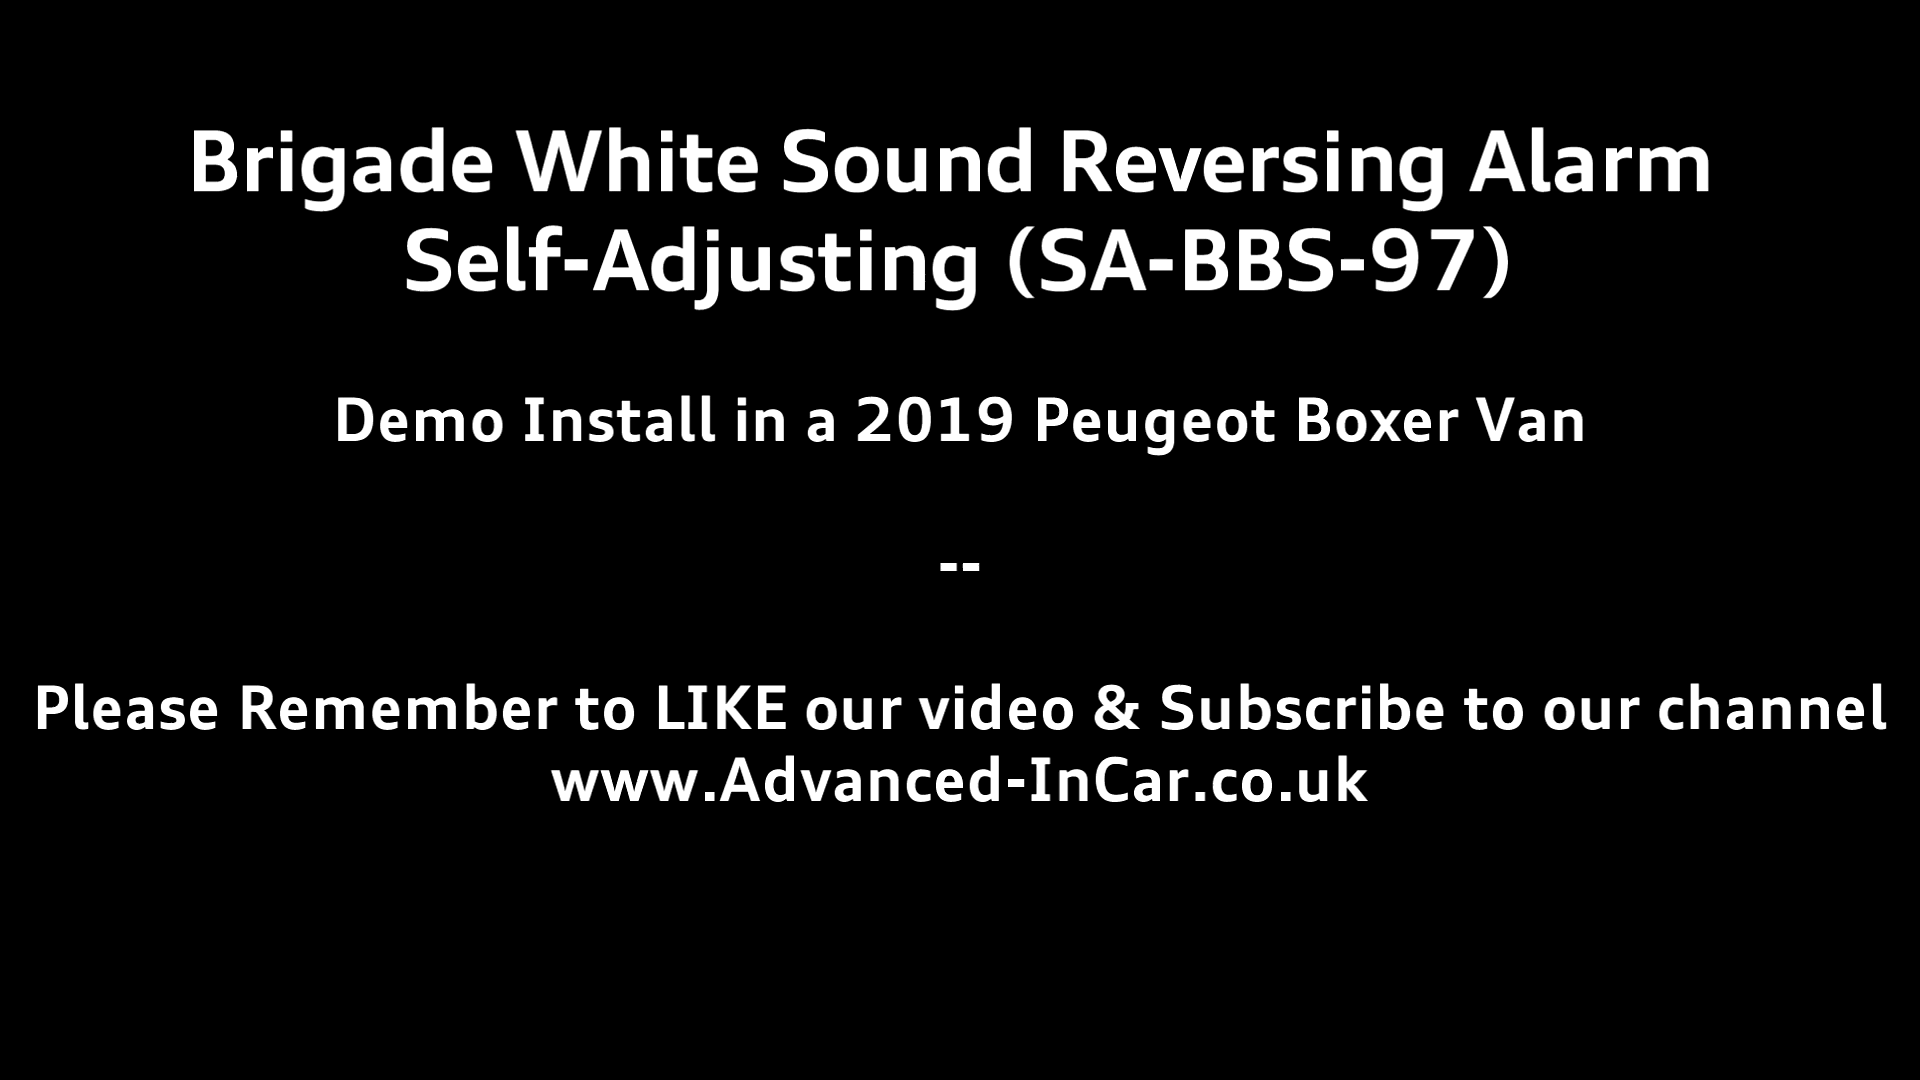 Brigade White Sound Reversing Alarm
Self-Adjusting (SA-BBS-97)
Demo Install in a 2019 Peugeot Boxer Van
--
Please Remember to LIKE our video & Subscribe to our channel
www.Advanced-InCar.co.uk